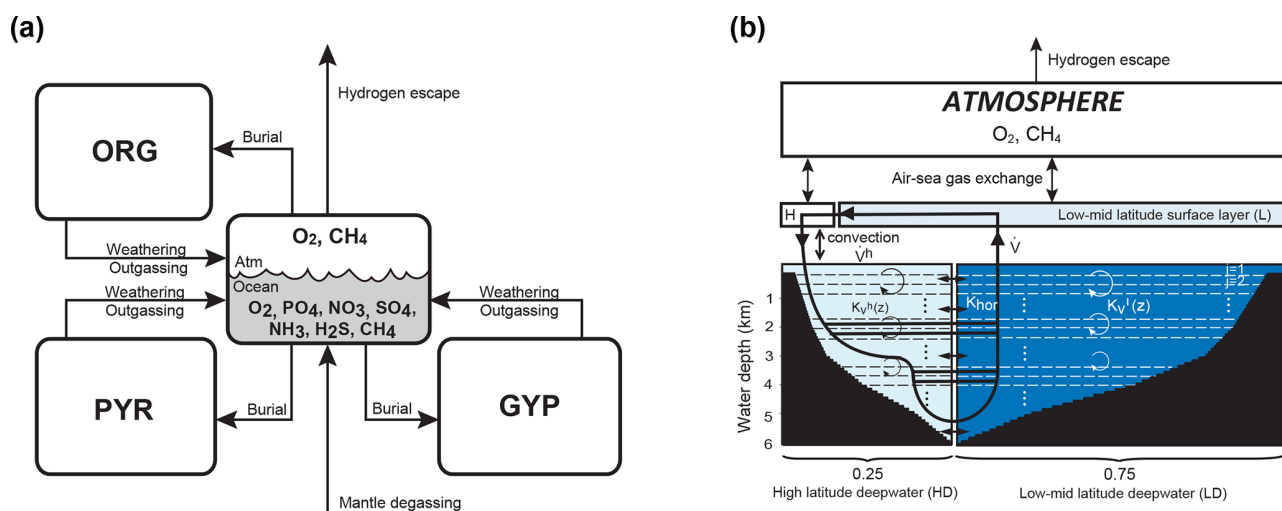 (a)
Hydrogen escape
ORG
Burial
Weathering
Outgassing
O₂, CH₄
Atm
Ocean
O₂, PO₄, NO₃, SO₄,
NH₃, H₂S, CH₄
Weathering
Outgassing
Weathering
Outgassing
PYR
Burial
Burial
GYP
Mantle degassing
(b)
Hydrogen escape
ATMOSPHERE
O₂, CH₄
Air-sea gas exchange
H
Low-mid latitude surface layer (L)
convection
V̇ʰ
V̇
j=1
j=2
Kᵥʰ(z)
Khor
Kᵥˡ(z)
Water depth (km)
1
2
3
4
5
6
0.25
0.75
High latitude deepwater (HD)
Low-mid latitude deepwater (LD)